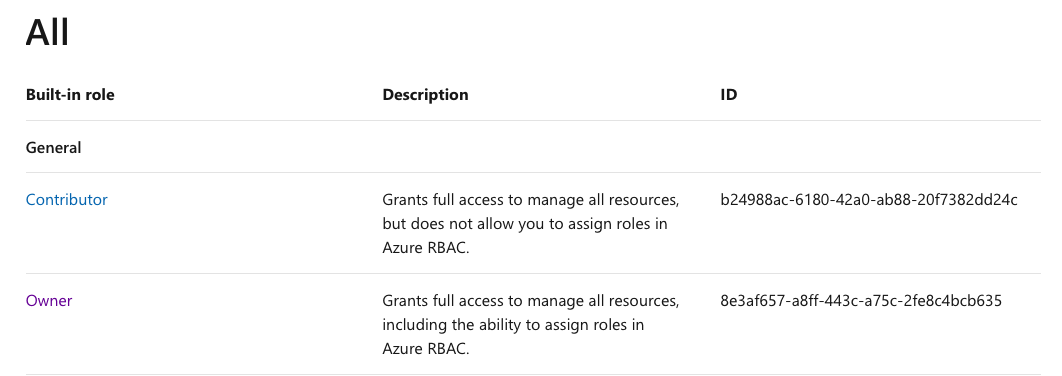 All
Built-in role Description ID
General
Contributor Grants full access to manage all resources, b24988ac-6180-42a0-ab88-20f7382dd24c
but does not allow you to assign roles in
Azure RBAC.
Owner Grants full access to manage all resources, 8e3af657-a8ff-443c-a75c-2fe8c4bcb635
including the ability to assign roles in
Azure RBAC.